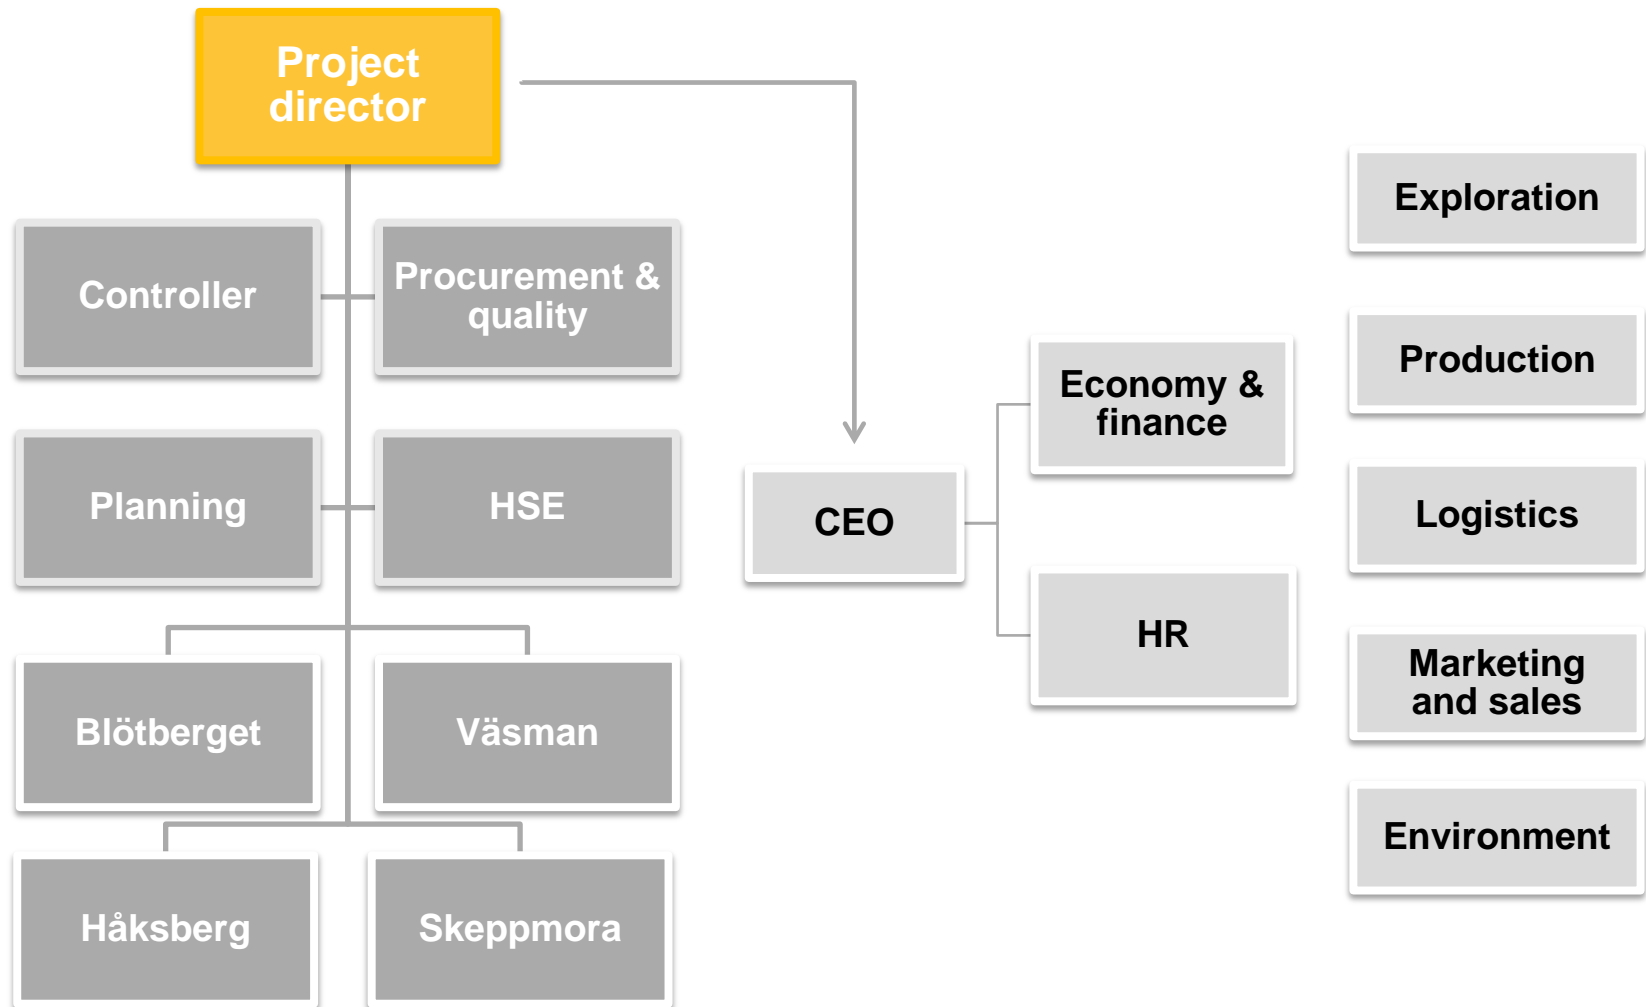 Project
director
Controller
Procurement &
quality
Planning
HSE
Blötberget
Väsman
Håksberg
Skeppmora
CEO
Economy &
finance
HR
Exploration
Production
Logistics
Marketing
and sales
Environment